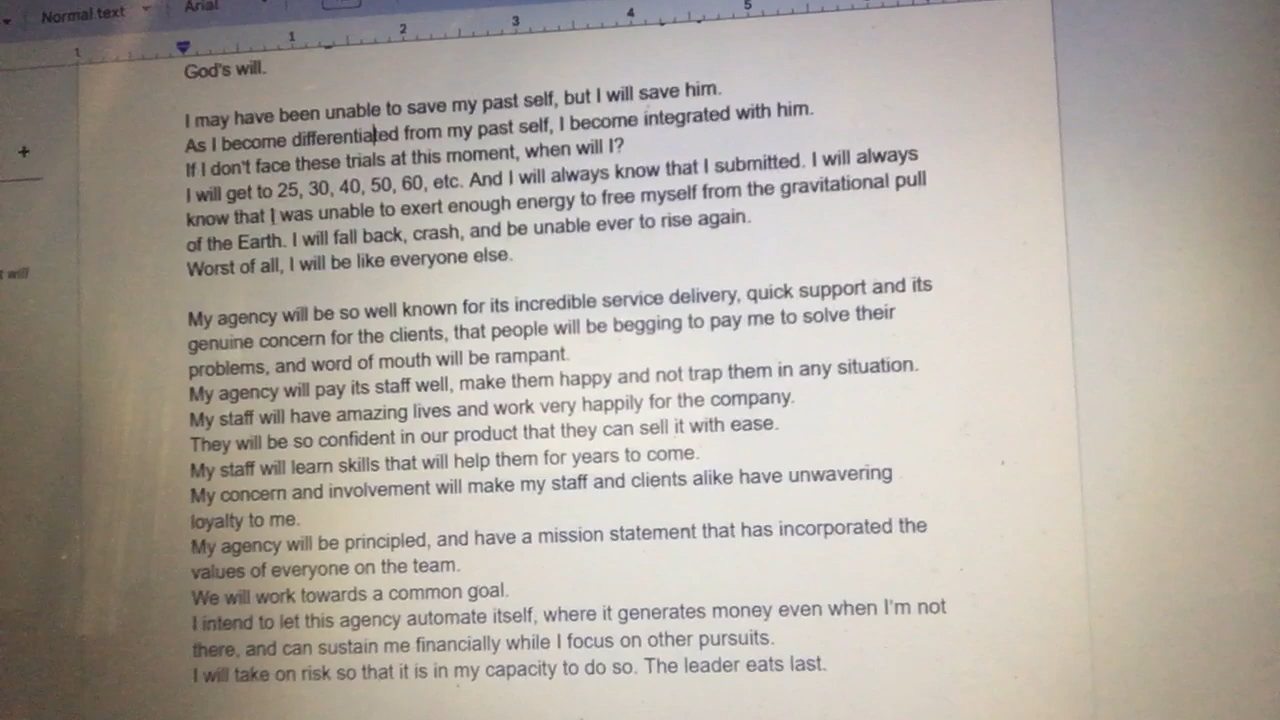 Normal text
Arial
1 1 2 3 4 5
God's will.
I may have been unable to save my past self, but I will save him.
As I become differentiated from my past self, I become integrated with him.
If I don't face these trials at this moment, when will I?
I will get to 25, 30, 40, 50, 60, etc. And I will always know that I submitted. I will always
know that I was unable to exert enough energy to free myself from the gravitational pull
of the Earth. I will fall back, crash, and be unable ever to rise again.
Worst of all, I will be like everyone else.
t will
My agency will be so well known for its incredible service delivery, quick support and its
genuine concern for the clients, that people will be begging to pay me to solve their
problems, and word of mouth will be rampant.
My agency will pay its staff well, make them happy and not trap them in any situation.
My staff will have amazing lives and work very happily for the company.
They will be so confident in our product that they can sell it with ease.
My staff will learn skills that will help them for years to come.
My concern and involvement will make my staff and clients alike have unwavering
loyalty to me.
My agency will be principled, and have a mission statement that has incorporated the
values of everyone on the team.
We will work towards a common goal.
I intend to let this agency automate itself, where it generates money even when I'm not
there, and can sustain me financially while I focus on other pursuits.
I will take on risk so that it is in my capacity to do so. The leader eats last.